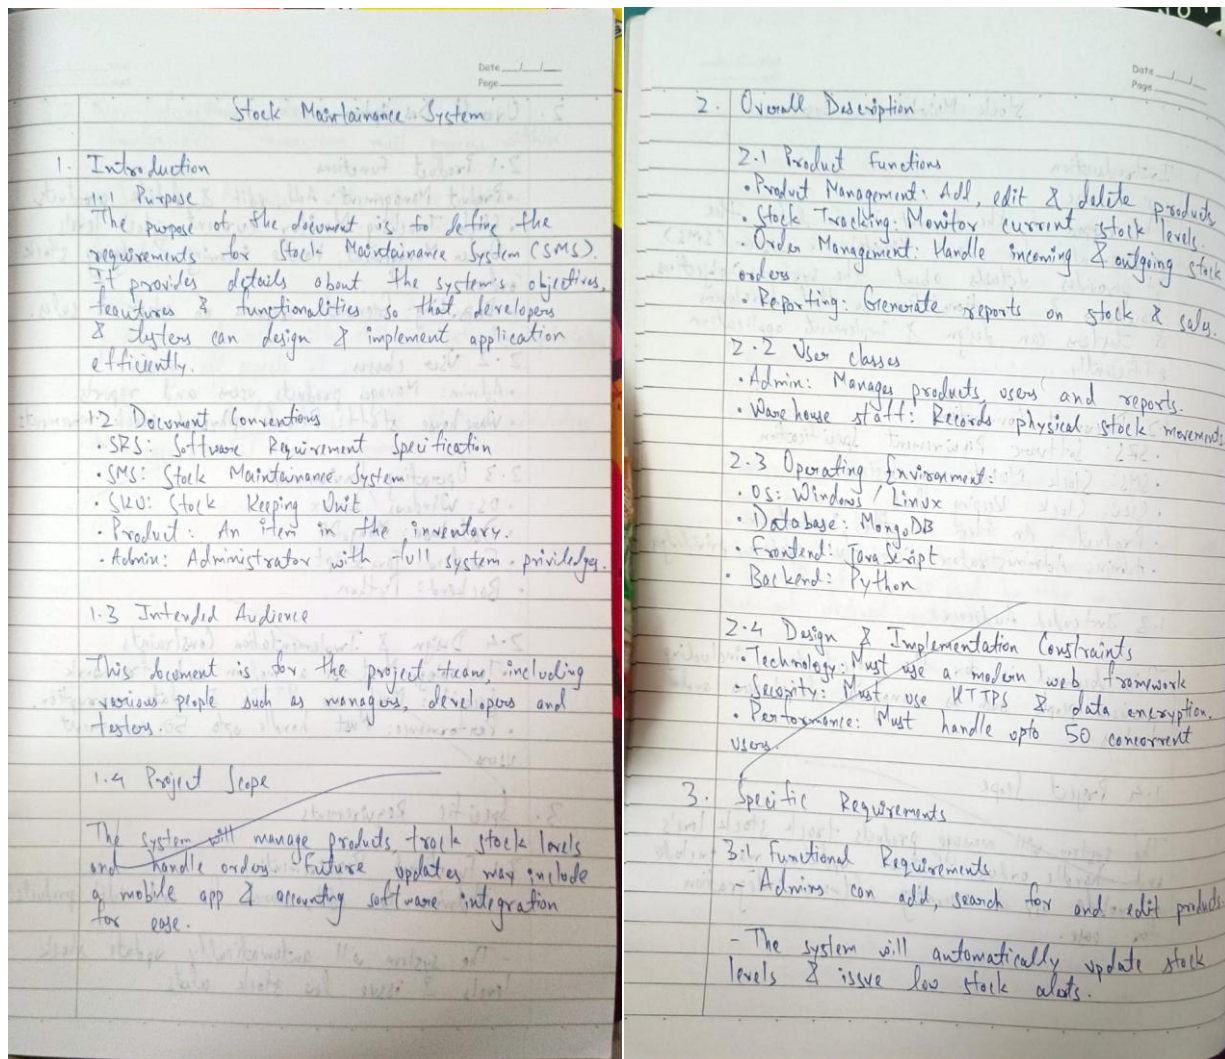 Date
Page
Stock Maintainance System
1. Introduction
1.1 Purpose
The purpose of the document is to define the
requirements for Stock Maintainance System (SMS).
It provides details about the system's objectives,
feautures & functionalities so that developers
& testers can design & implement application
efficiently.
1.2 Document Conventions
• SRS: Software Requirement Specification
• SMS: Stock Maintainance System
• SKU: Stock Keeping Unit
• Product: An item in the inventory.
• Admin: Administrator with full system priviledges.
1.3 Intended Audience
This document is for the project team, including
various people such as managers, developers and
testers.
1.4 Project Scope
The system will manage products, track stock levels
and handle orders. Future updates may include
a mobile app & accounting software integration
for ease.
Date
Page
2. Overall Description
2.1 Product Functions
• Product Management: Add, edit & delete products.
• Stock Tracking: Monitor current stock levels.
• Order Management: Handle incoming & outgoing stock
orders.
• Reporting: Generate reports on stock & sales.
2.2 User classes
• Admin: Manages products, users and reports.
• Ware house staff: Records physical stock movements
2.3 Operating Environment:
• OS: Windows / Linux
• Database: MongoDB
• Frontend: JavaScript
• Backend: Python
2.4 Design & Implementation Constraints
• Technology: Must use a modern web framework
• Security: Must use HTTPS & data encryption.
• Performance: Must handle upto 50 concurrent
users.
3. Specific Requirements
3.1 Functional Requirements
- Admins can add, search for and edit products.
- The system will automatically update stock
levels & issue low stock alerts.